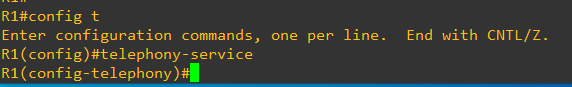 R1#config t
Enter configuration commands, one per line.  End with CNTL/Z.
R1(config)#telephony-service
R1(config-telephony)#